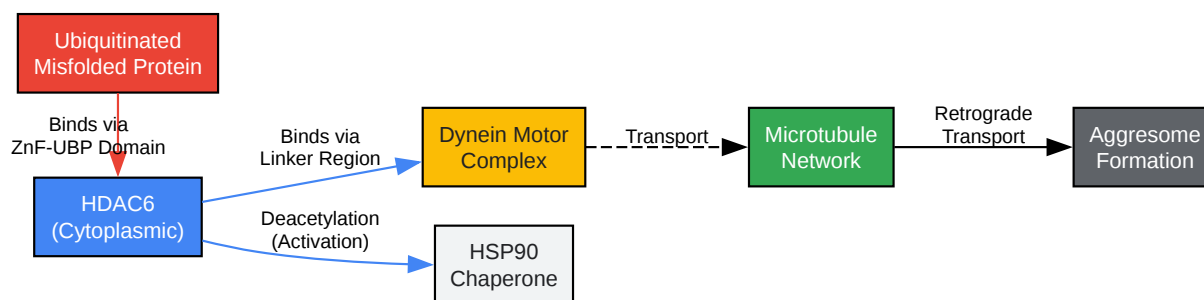 Ubiquitinated
Misfolded Protein
Binds via
ZnF-UBP Domain
HDAC6
(Cytoplasmic)
Binds via
Linker Region
Deacetylation
(Activation)
Dynein Motor
Complex
HSP90
Chaperone
Transport
Microtubule
Network
Retrograde
Transport
Aggresome
Formation